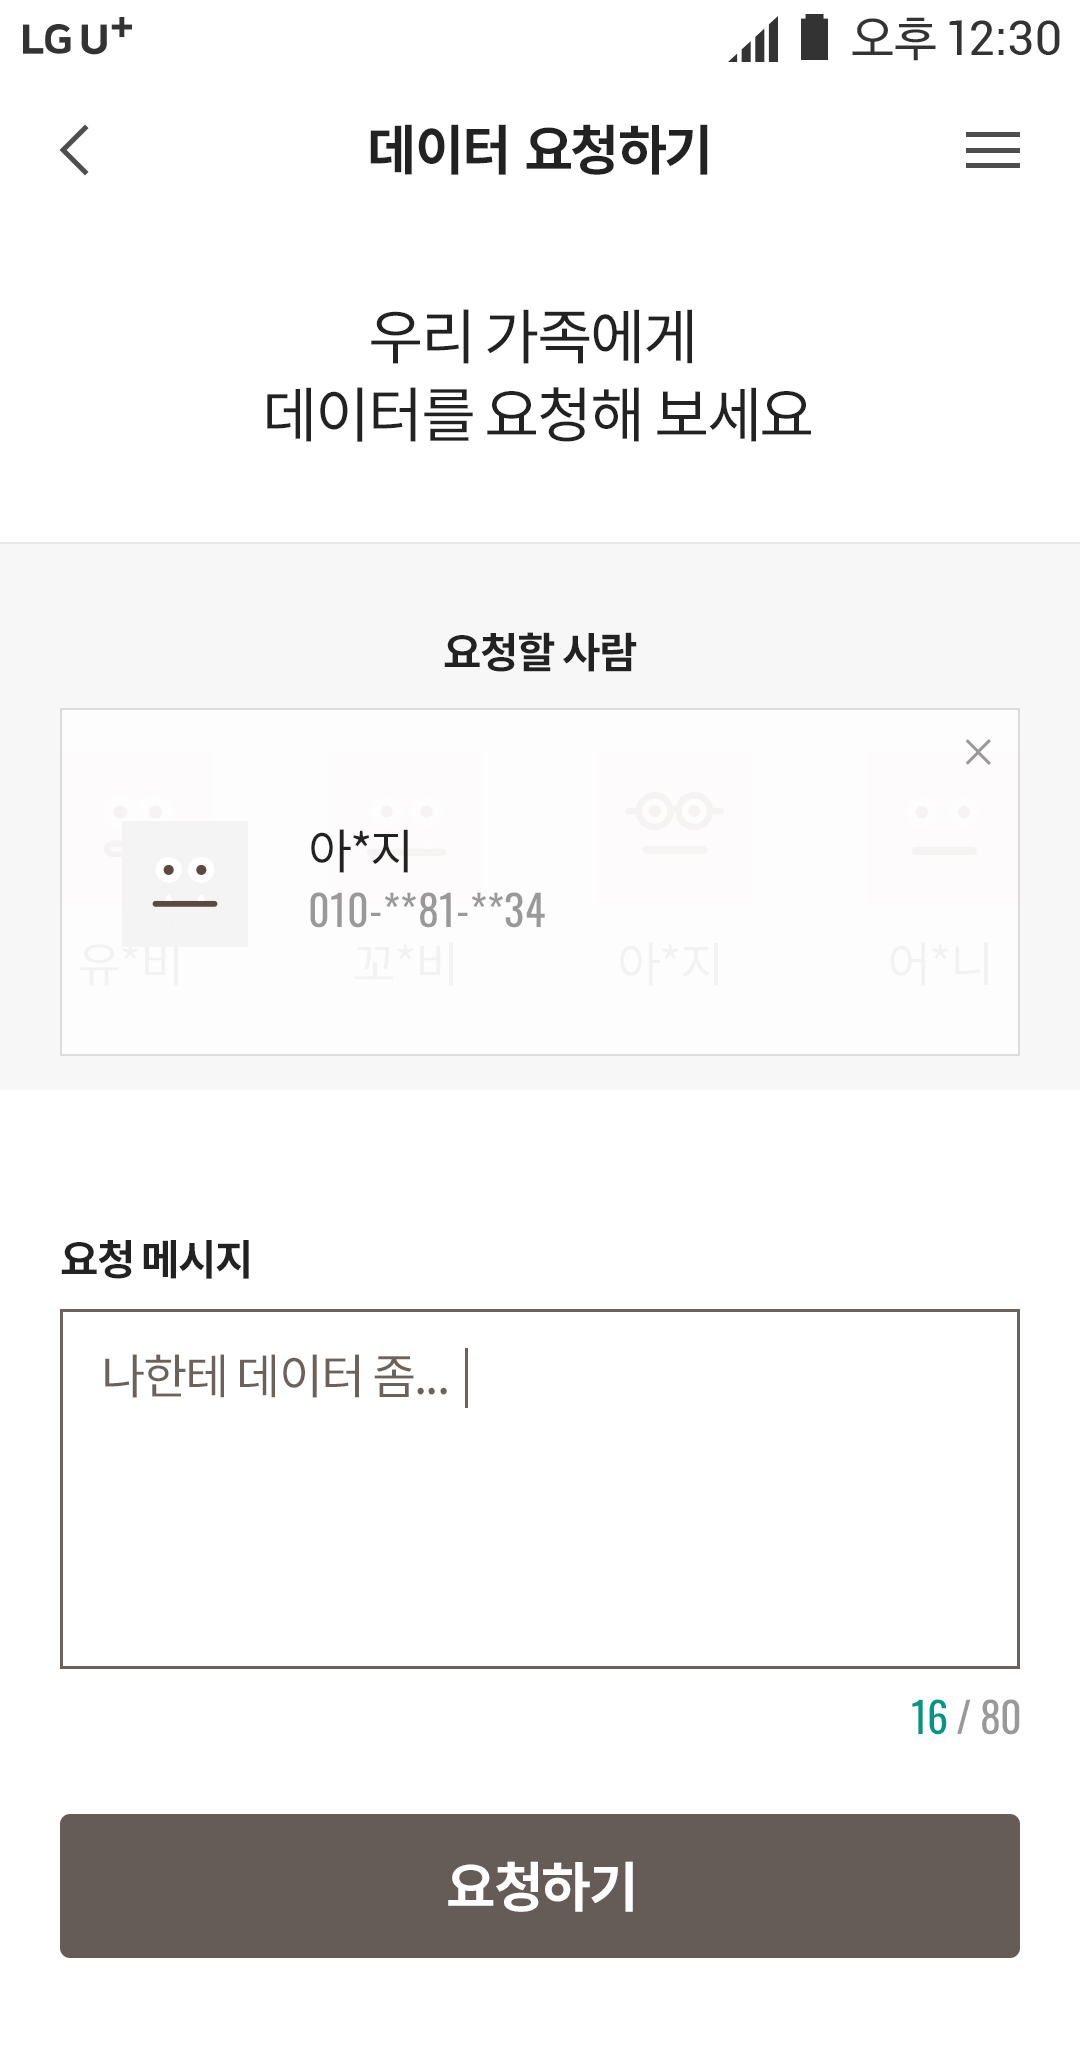 LG U+ 오후 12:30
데이터 요청하기
우리 가족에게
데이터를 요청해 보세요
요청할 사람
아*지
010-**81-**34
유*비 꼬*비 아*지 어*니
요청 메시지
나한테 데이터 좀...
16 / 80
요청하기